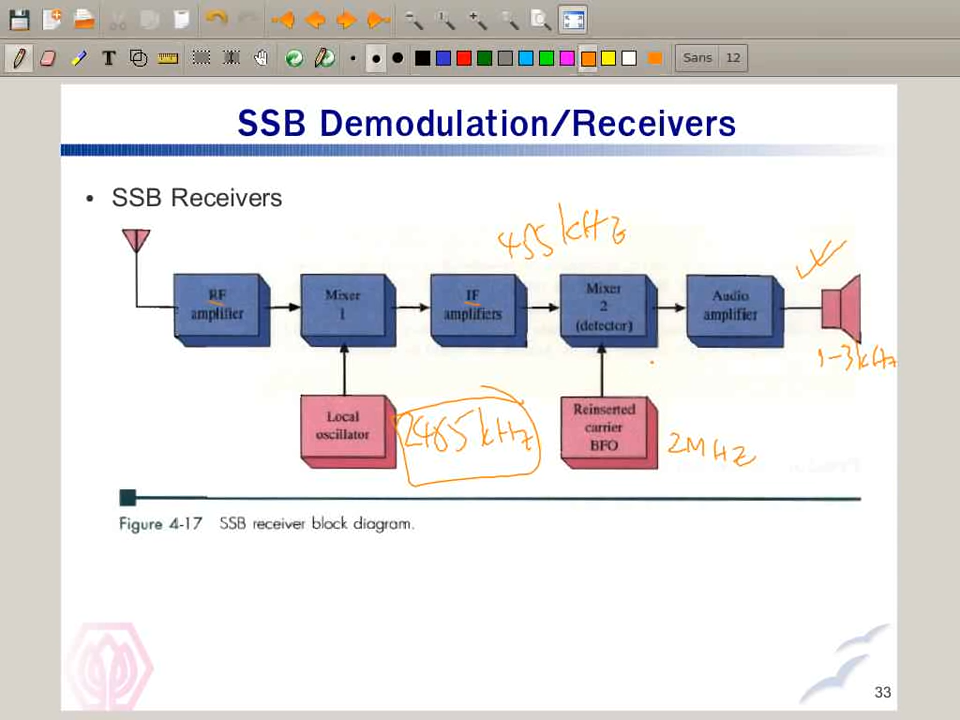 Sans 12
SSB Demodulation/Receivers
• SSB Receivers
455 kHz
RF amplifier
Mixer 1
IF amplifiers
Mixer 2 (detector)
Audio amplifier
1-3 kHz
Local oscillator
2465 kHz
Reinserted carrier BFO
2MHz
Figure 4-17 SSB receiver block diagram.
33